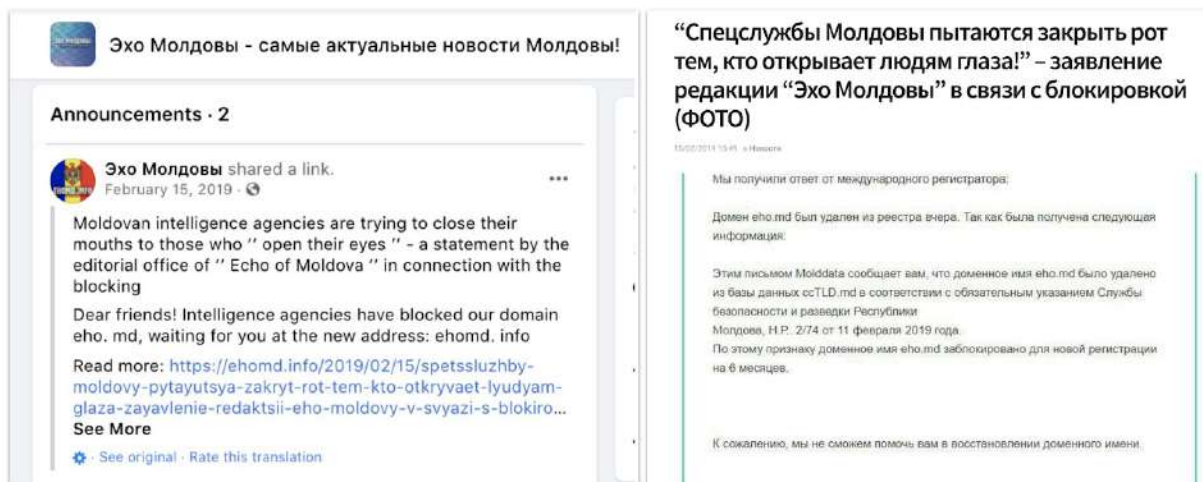 Эхо Молдовы - самые актуальные новости Молдовы!
Announcements · 2
Эхо Молдовы shared a link.
February 15, 2019 ·
Moldovan intelligence agencies are trying to close their
mouths to those who '' open their eyes '' - a statement by the
editorial office of '' Echo of Moldova '' in connection with the
blocking
Dear friends! Intelligence agencies have blocked our domain
eho. md, waiting for you at the new address: ehomd. info
Read more: https://ehomd.info/2019/02/15/spetssluzhby-
moldovy-pytayutsya-zakryt-rot-tem-kto-otkryvaet-lyudyam-
glaza-zayavlenie-redaktsii-eho-moldovy-v-svyazi-s-blokiro...
See More
· See original · Rate this translation
“Спецслужбы Молдовы пытаются закрыть рот
тем, кто открывает людям глаза!” – заявление
редакции “Эхо Молдовы” в связи с блокировкой
(ФОТО)
в Новости
Мы получили ответ от международного регистратора:
Домен eho.md был удален из реестра вчера. Так как была получена следующая
информация:
Этим письмом Molddata сообщает вам, что доменное имя eho.md было удалено
из базы данных ccTLD.md в соответствии с обязательным указанием Службы
безопасности и разведки Республики
Молдова, Н.Р. 2/74 от 11 февраля 2019 года.
По этому признаку доменное имя eho.md заблокировано для новой регистрации
на 6 месяцев.
К сожалению, мы не сможем помочь вам в восстановлении доменного имени.